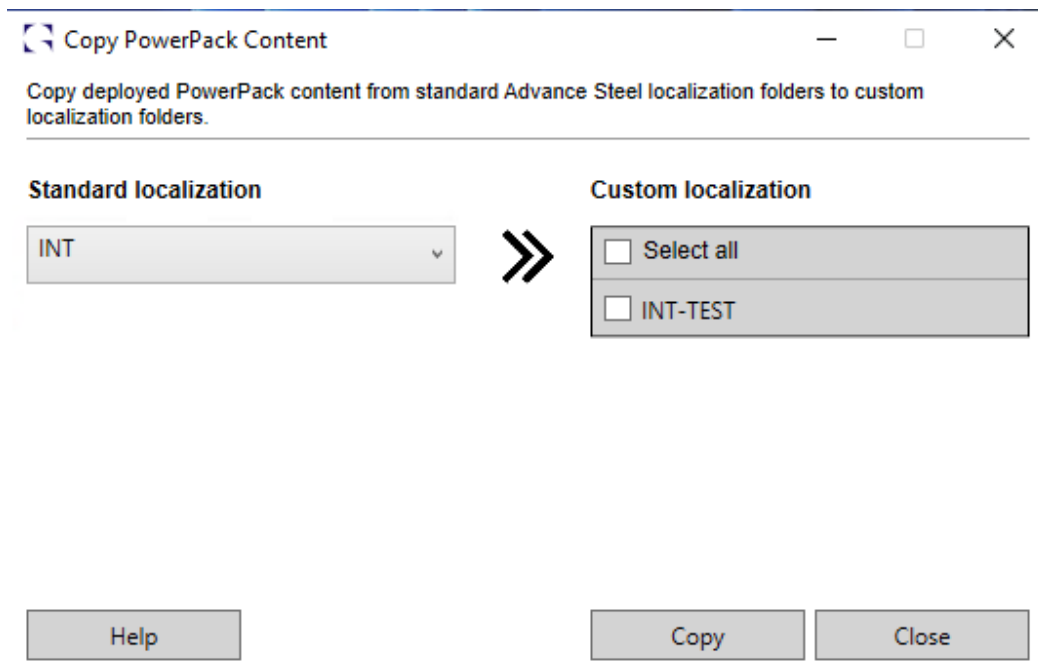 Copy PowerPack Content
Copy deployed PowerPack content from standard Advance Steel localization folders to custom
localization folders.
Standard localization
Custom localization
INT
Select all
INT-TEST
Help
Copy
Close